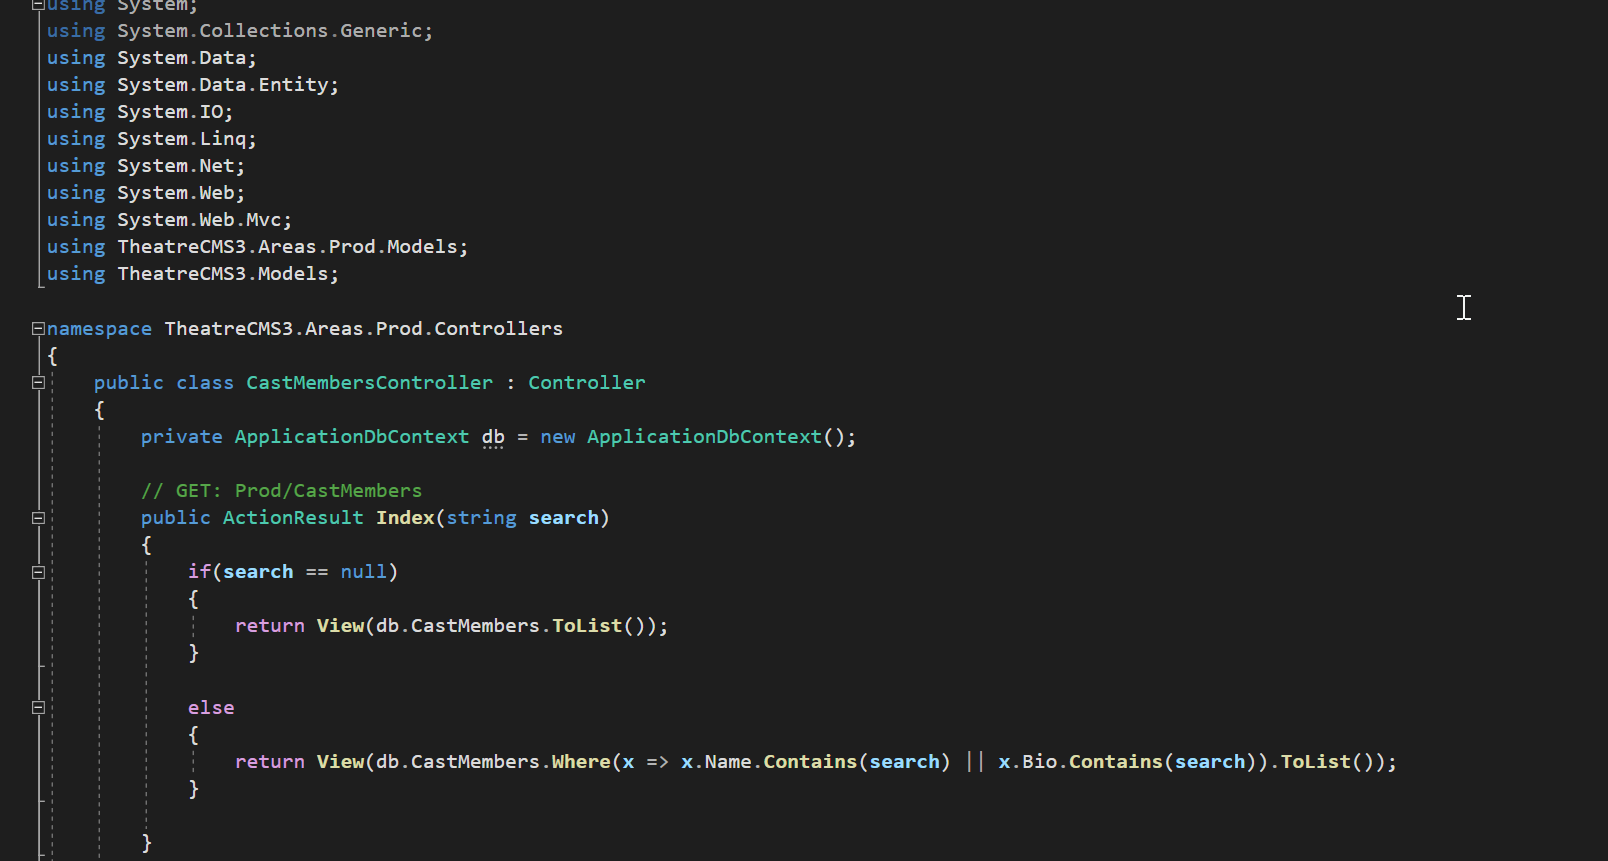 using System;
using System.Collections.Generic;
using System.Data;
using System.Data.Entity;
using System.IO;
using System.Linq;
using System.Net;
using System.Web;
using System.Web.Mvc;
using TheatreCMS3.Areas.Prod.Models;
using TheatreCMS3.Models;

namespace TheatreCMS3.Areas.Prod.Controllers
{
    public class CastMembersController : Controller
    {
        private ApplicationDbContext db = new ApplicationDbContext();

        // GET: Prod/CastMembers
        public ActionResult Index(string search)
        {
            if(search == null)
            {
                return View(db.CastMembers.ToList());
            }

            else
            {
                return View(db.CastMembers.Where(x => x.Name.Contains(search) || x.Bio.Contains(search)).ToList());
            }

        }